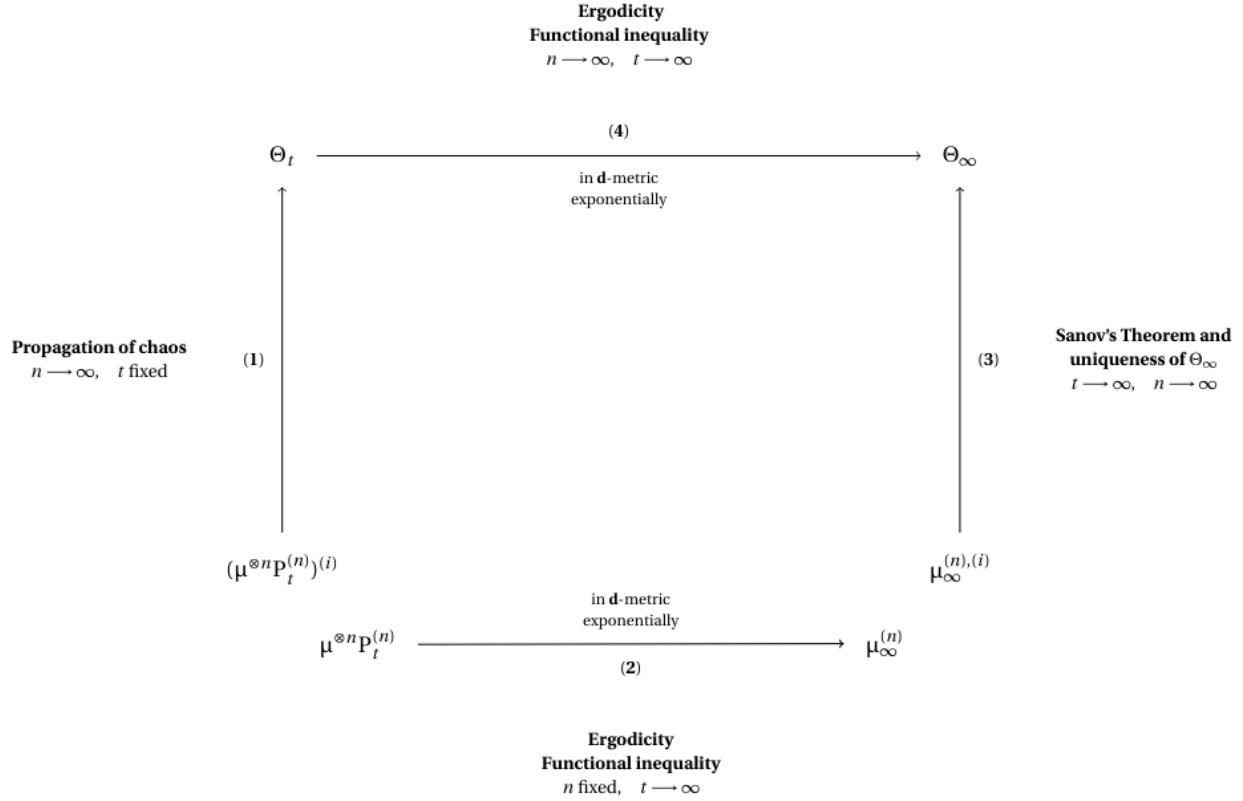 Ergodicity
Functional inequality
n ⟶ ∞, t ⟶ ∞
(4)
Θ_t
Θ_∞
in d-metric
exponentially
Propagation of chaos
n ⟶ ∞, t fixed
(1)
(3)
Sanov's Theorem and
uniqueness of Θ_∞
t ⟶ ∞, n ⟶ ∞
(μ^{⊗n}P_t^{(n)})^{(i)}
μ_∞^{(n),(i)}
in d-metric
exponentially
μ^{⊗n}P_t^{(n)}
μ_∞^{(n)}
(2)
Ergodicity
Functional inequality
n fixed, t ⟶ ∞